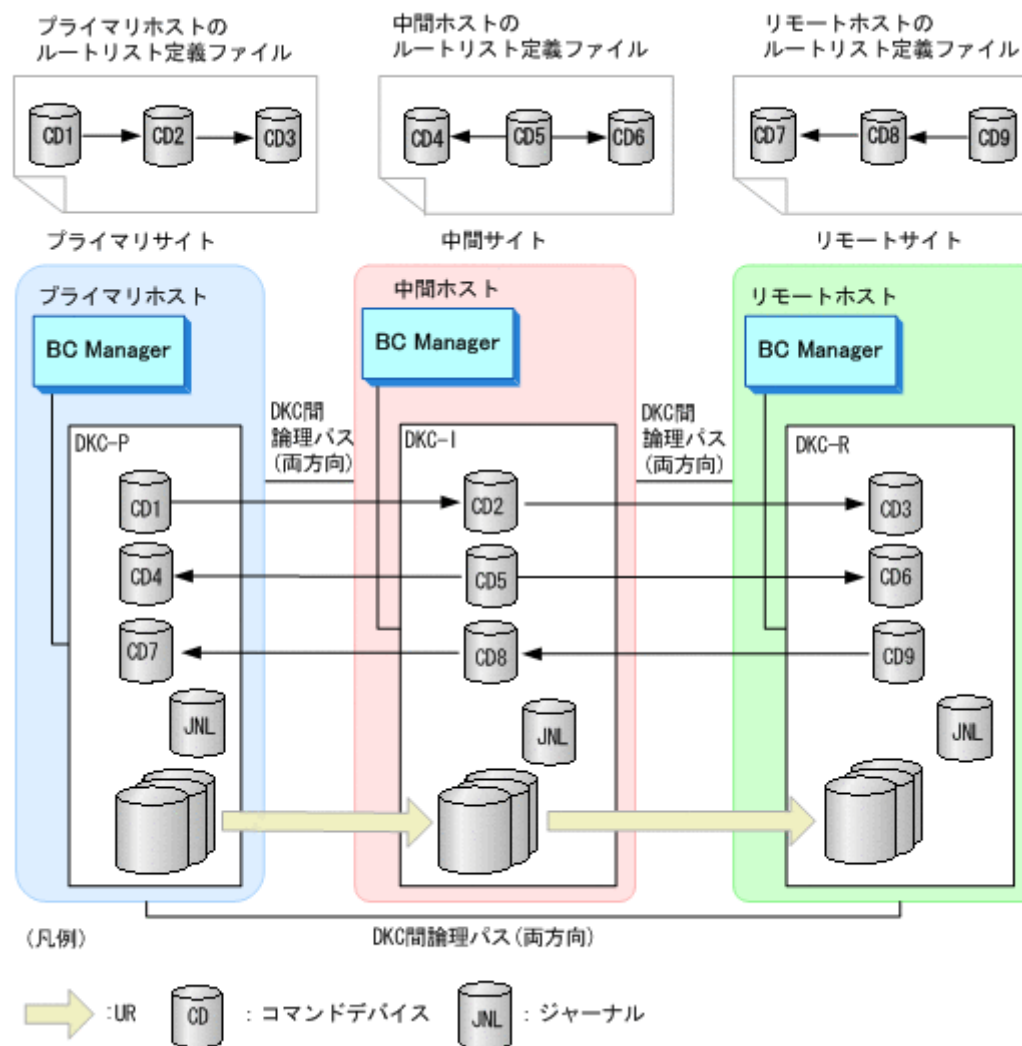 プライマリホストの
ルートリスト定義ファイル
中間ホストの
ルートリスト定義ファイル
リモートホストの
ルートリスト定義ファイル
CD1
CD2
CD3
CD4
CD5
CD6
CD7
CD8
CD9
プライマリサイト
中間サイト
リモートサイト
プライマリホスト
中間ホスト
リモートホスト
BC Manager
BC Manager
BC Manager
DKC間
論理パス
(両方向)
DKC間
論理パス
(両方向)
DKC-P
DKC-I
DKC-R
CD1
CD2
CD3
CD4
CD5
CD6
CD7
CD8
CD9
JNL
JNL
JNL
DKC間論理パス(両方向)
(凡例)
:UR
CD
:コマンドデバイス
JNL
:ジャーナル